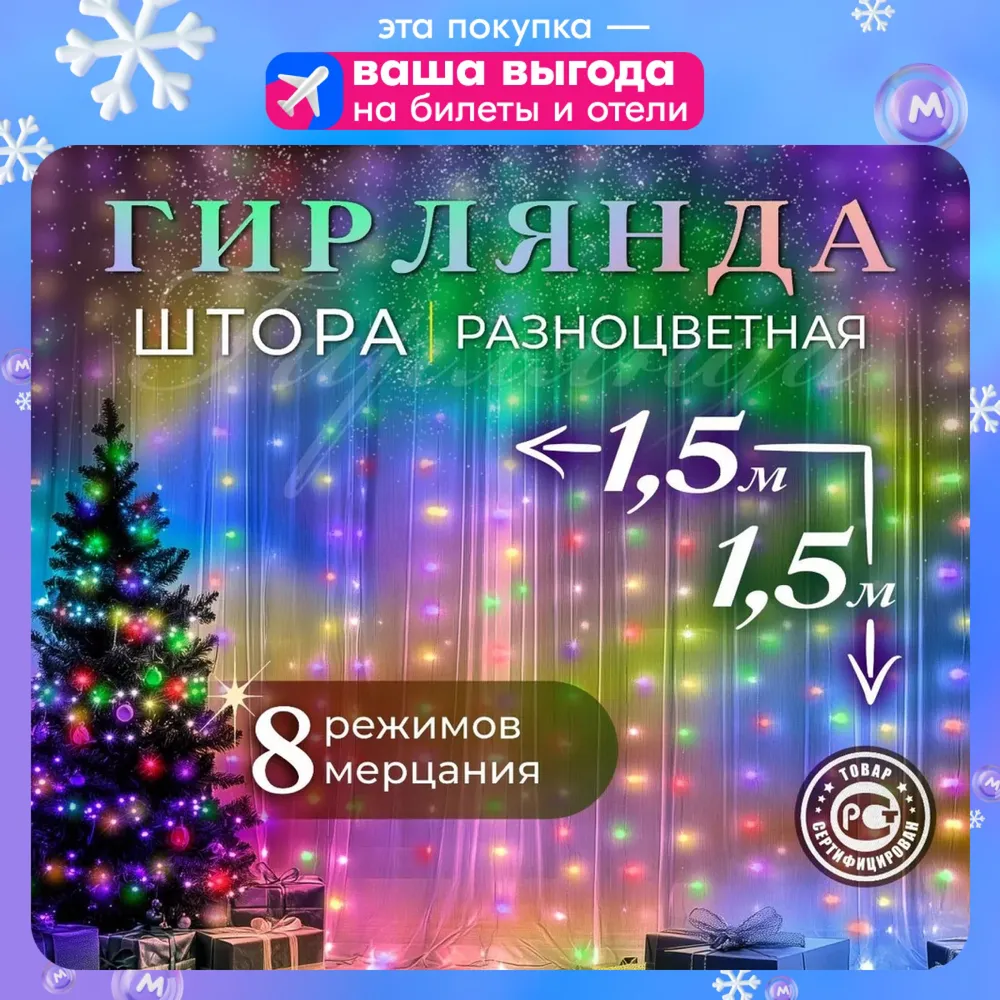 эта покупка —
ваша выгода
на билеты и отели
М
ГИРЛЯНДА
Гирлянда
ШТОРА | РАЗНОЦВЕТНАЯ
1,5м
1,5м
8 режимов
мерцания
ТОВАР
РСТ
СЕРТИФИЦИРОВАН